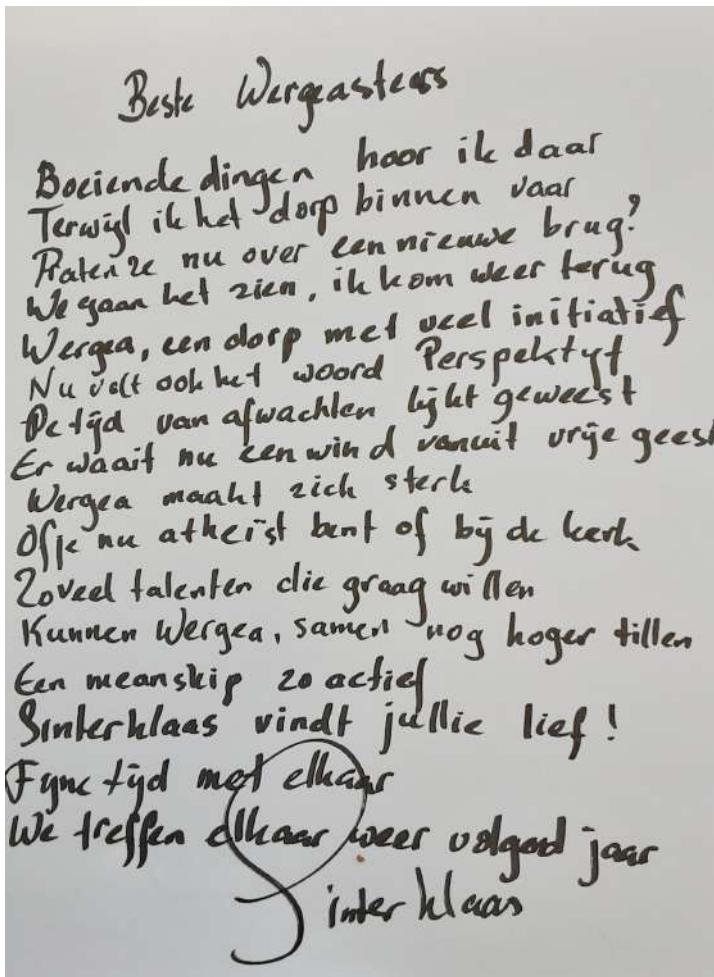 Beste Wergeasters
Boeiende dingen hoor ik daar
Terwijl ik het dorp binnen vaar
Praten ze nu over een nieuwe brug?
We gaan het zien, ik kom weer terug
Wergea, een dorp met veel initiatief
Nu valt ook het woord Perspektyf
De tijd van afwachten lijkt geweest
Er waait nu een wind vanuit vrije geest
Wergea maakt zich sterk
Of je nu atheïst bent of bij de kerk
Zoveel talenten die graag willen
Kunnen Wergea, samen nog hoger tillen
Een meanskip zo actief
Sinterklaas vindt jullie lief!
Fijne tijd met elkaar
We treffen elkaar weer volgend jaar
Sinterklaas